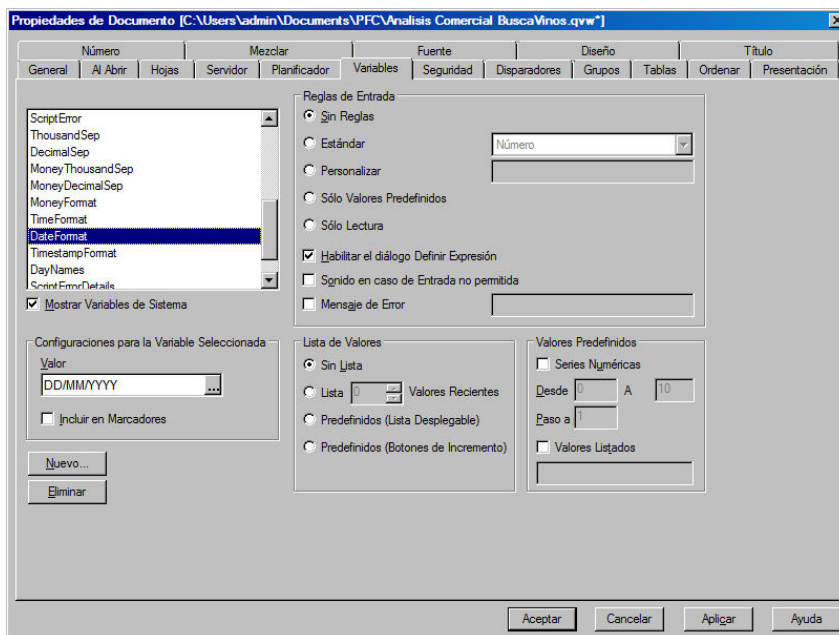 Propiedades de Documento [C:\Users\admin\Documents\PFC\Analisis Comercial BuscaVinos.qvw*]
Número Mezclar Fuente Diseño Título
General Al Abrir Hojas Servidor Planificador Variables Seguridad Disparadores Grupos Tablas Ordenar Presentación
ScriptError
ThousandSep
DecimalSep
MoneyThousandSep
MoneyDecimalSep
MoneyFormat
TimeFormat
DateFormat
TimestampFormat
DayNames
ScriptErrorDetails
Mostrar Variables de Sistema
Reglas de Entrada
Sin Reglas
Estándar Número
Personalizar
Sólo Valores Predefinidos
Sólo Lectura
Habilitar el diálogo Definir Expresión
Sonido en caso de Entrada no permitida
Mensaje de Error
Configuraciones para la Variable Seleccionada
Valor
DD/MM/YYYY ...
Incluir en Marcadores
Nuevo...
Eliminar
Lista de Valores
Sin Lista
Lista 0 Valores Recientes
Predefinidos (Lista Desplegable)
Predefinidos (Botones de Incremento)
Valores Predefinidos
Series Numéricas
Desde 0 A 10
Paso a 1
Valores Listados
Aceptar Cancelar Aplicar Ayuda